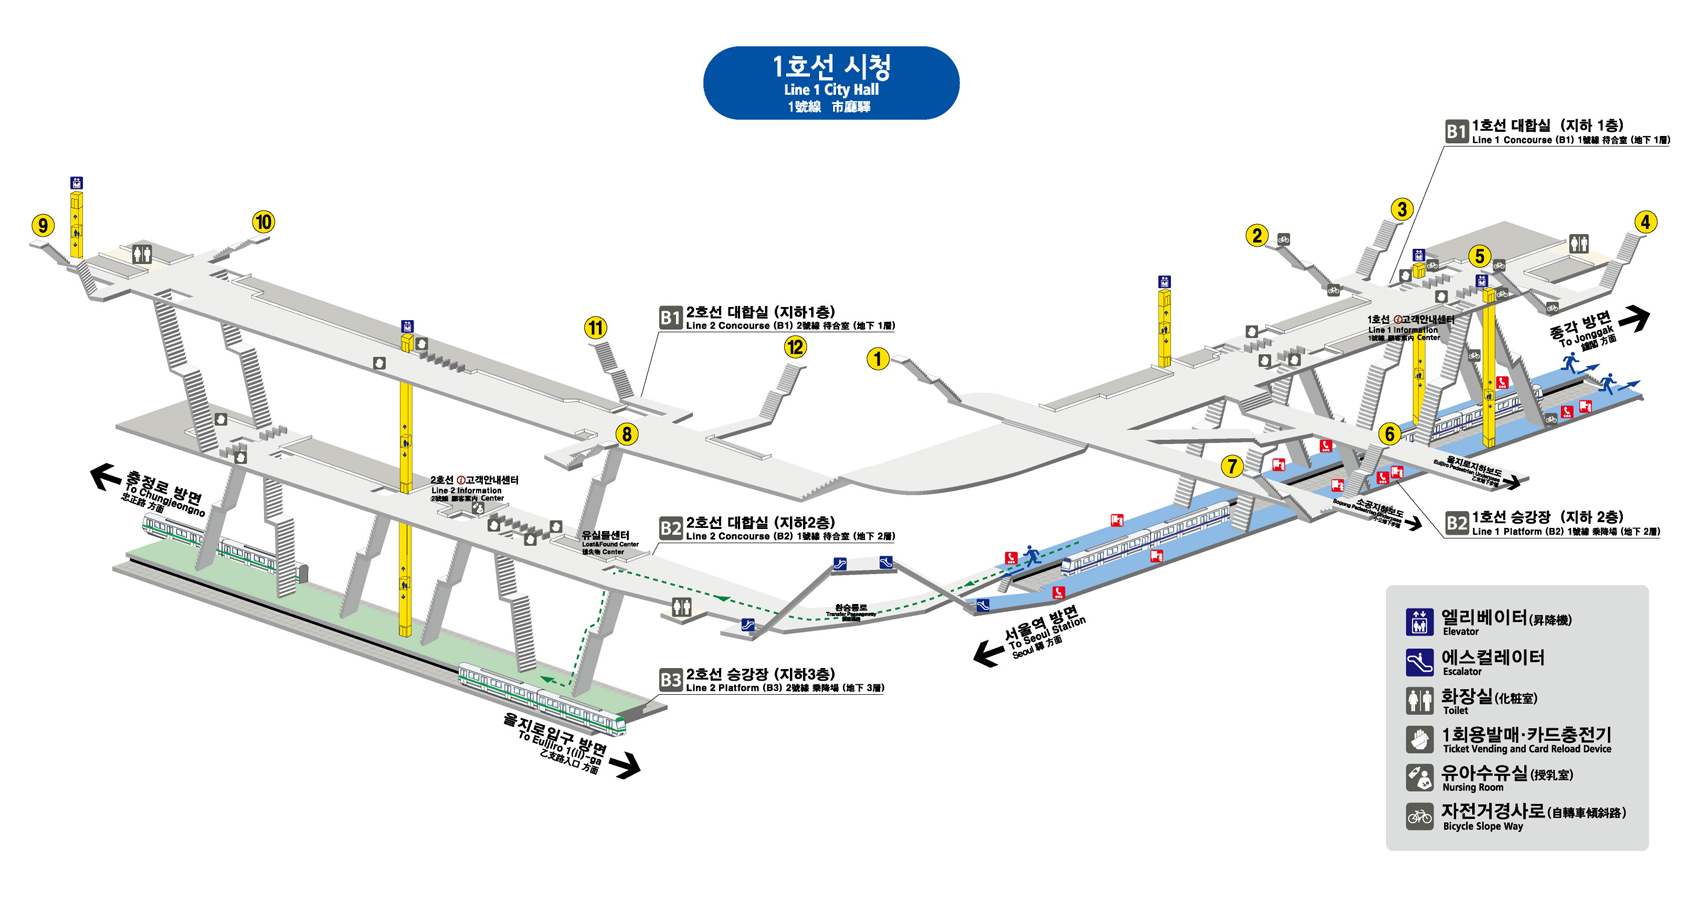 1호선 시청
Line 1 City Hall
1號線 市廳驛
B1 1호선 대합실 (지하 1층)
Line 1 Concourse (B1) 1號線 待合室 (地下 1層)
9
10
3
2
4
5
B1 2호선 대합실 (지하1층)
Line 2 Concourse (B1) 2號線 待合室 (地下 1層)
11
12
1
1호선 ⓘ고객안내센터
Line 1 Information
1號線 顧客案內 Center
종각 방면
To Jonggak
鐘閣 方面
8
6
7
을지로지하보도
Euljiro Pedestrian Underpass
乙支路地下步道
소공지하보도
Sogong Pedestrian
충정로 방면
To Chungjeongno
忠正路 方面
2호선 ⓘ고객안내센터
Line 2 Information
2號線 顧客案內 Center
유실물센터
Lost&Found Center
遺失物 Center
B2 2호선 대합실 (지하2층)
Line 2 Concourse (B2) 1號線 待合室 (地下 2層)
B2 1호선 승강장 (지하 2층)
Line 1 Platform (B2) 1號線 乘降場 (地下 2層)
환승통로
Transfer Passageway
서울역 방면
To Seoul Station
Seoul 驛 方面
B3 2호선 승강장 (지하3층)
Line 2 Platform (B3) 2號線 乘降場 (地下 3層)
을지로입구 방면
To Euljiro 1(il)-ga
乙支路入口 方面
엘리베이터(昇降機)
Elevator
에스컬레이터
Escalator
화장실(化粧室)
Toilet
1회용발매·카드충전기
Ticket Vending and Card Reload Device
유아수유실(授乳室)
Nursing Room
자전거경사로(自轉車傾斜路)
Bicycle Slope Way